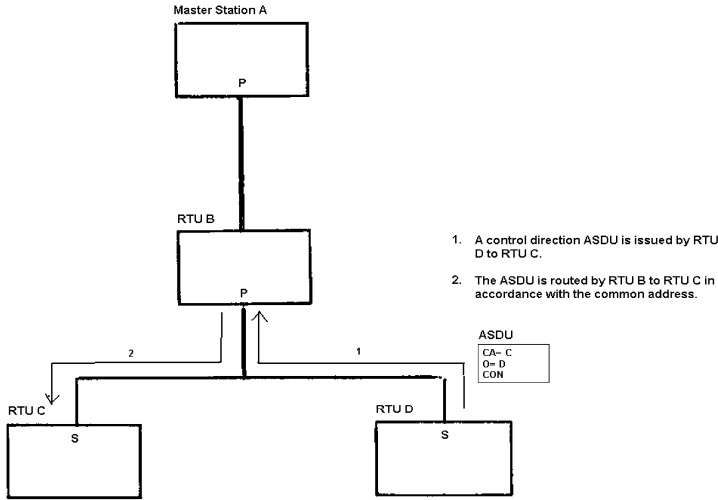 Master Station A
P
RTU B
P
1. A control direction ASDU is issued by RTU
D to RTU C.
2. The ASDU is routed by RTU B to RTU C in
accordance with the common address.
ASDU
CA= C
O= D
CON
2
1
RTU C
S
RTU D
S